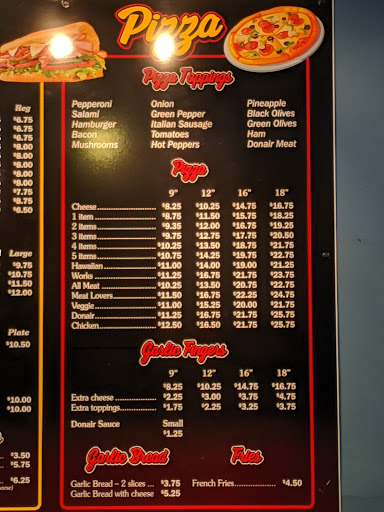 Pizza
Pizza Toppings
Pepperoni Onion Pineapple
Salami Green Pepper Black Olives
Hamburger Italian Sausage Green Olives
Bacon Tomatoes Ham
Mushrooms Hot Peppers Donair Meat
Pizza
9" 12" 16" 18"
Cheese $8.25 $10.25 $14.75 $16.75
1 item $8.75 $11.50 $15.75 $18.25
2 items $9.35 $12.00 $16.75 $19.25
3 items $9.75 $12.75 $17.75 $20.50
4 items $10.25 $13.50 $18.75 $21.75
5 items $10.75 $14.25 $19.75 $22.75
Hawaiian $11.00 $14.00 $19.00 $21.25
Works $11.25 $16.75 $21.75 $23.75
All Meat $10.25 $13.50 $20.75 $22.75
Meat Lovers $11.50 $16.75 $22.25 $24.75
Veggie $11.00 $15.25 $20.00 $21.75
Donair $11.25 $16.75 $21.75 $25.75
Chicken $12.50 $16.50 $21.75 $25.75
Garlic Fingers
9" 12" 16" 18"
$8.25 $10.25 $14.75 $16.75
Extra cheese $2.25 $3.00 $3.75 $4.75
Extra toppings $1.75 $2.25 $3.25 $3.75
Donair Sauce Small
$1.25
Garlic Bread
Garlic Bread – 2 slices ... $3.75
Garlic Bread with cheese $5.25
Fries
French Fries $4.50
Reg
$6.75
$6.75
$6.75
$8.00
$8.00
$8.00
$8.00
$7.75
$8.75
$6.50
Large
$9.75
$10.75
$11.50
$12.00
Plate
$10.50
$10.00
$10.00
$3.50
$5.75
$6.25